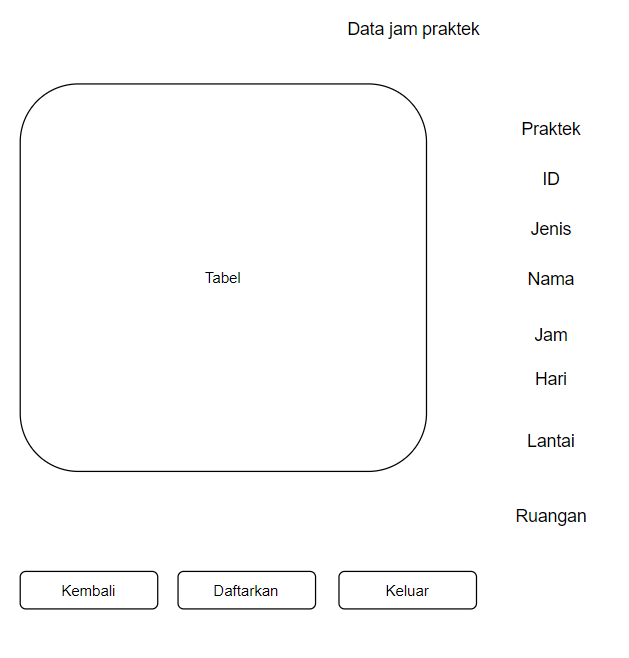 Data jam praktek
Tabel
Praktek
ID
Jenis
Nama
Jam
Hari
Lantai
Ruangan
Kembali
Daftarkan
Keluar